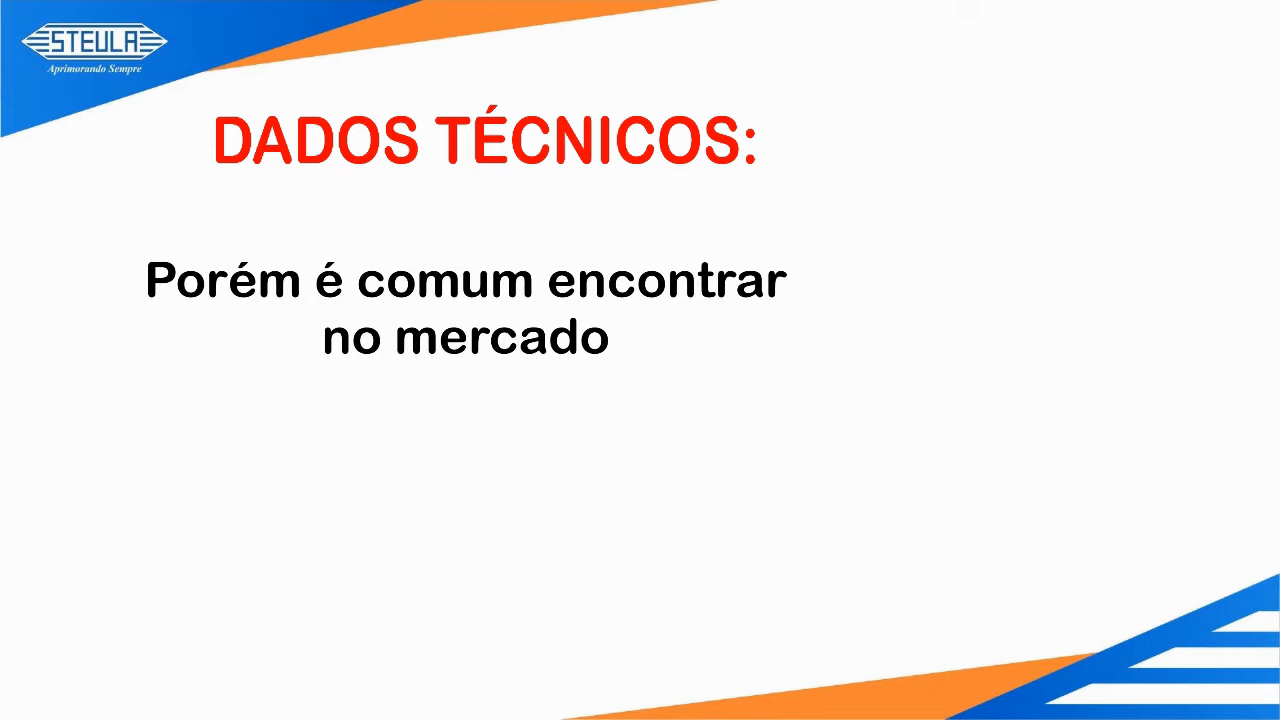 STEULA
Aprimorando Sempre
DADOS TÉCNICOS:
Porém é comum encontrar
no mercado